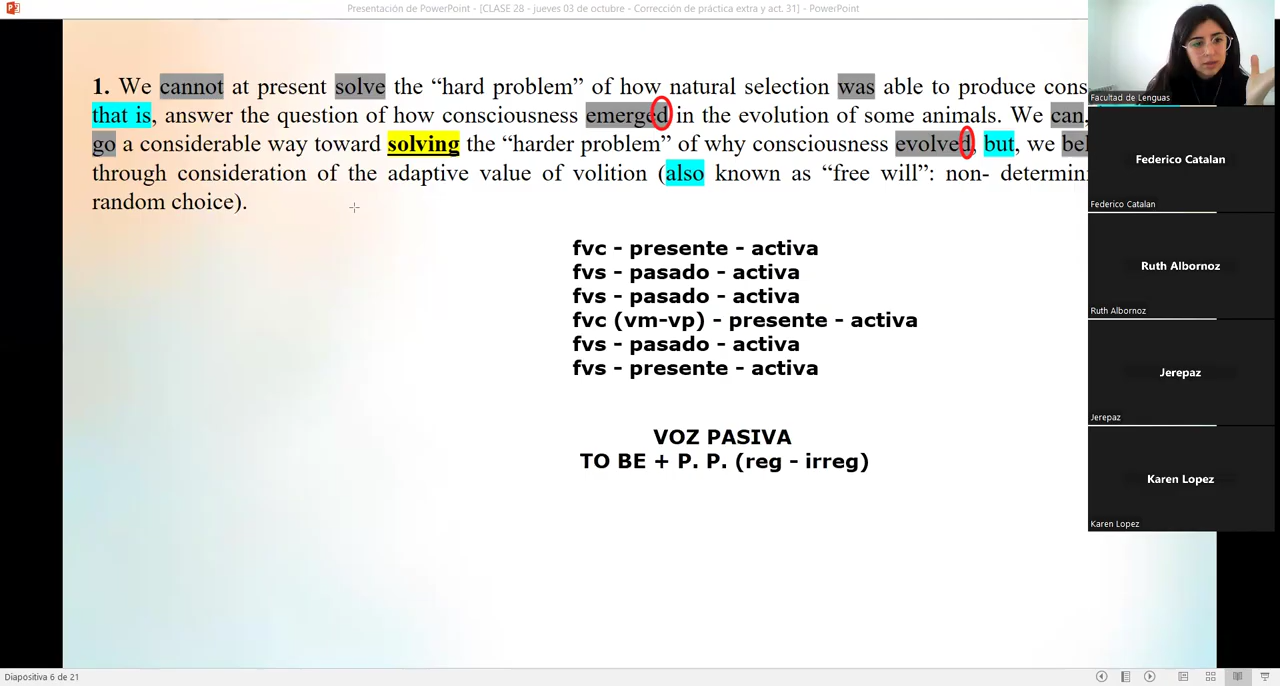 Presentación de PowerPoint - [CLASE 28 - jueves 03 de octubre - Corrección de práctica extra y act. 31] - PowerPoint
1. We cannot at present solve the “hard problem” of how natural selection was able to produce cons
that is, answer the question of how consciousness emerged in the evolution of some animals. We can,
go a considerable way toward solving the “harder problem” of why consciousness evolved, but, we bel
through consideration of the adaptive value of volition (also known as “free will”: non- determini
random choice).
fvc - presente - activa
fvs - pasado - activa
fvs - pasado - activa
fvc (vm-vp) - presente - activa
fvs - pasado - activa
fvs - presente - activa
VOZ PASIVA
TO BE + P. P. (reg - irreg)
Facultad de Lenguas
Federico Catalan
Federico Catalan
Ruth Albornoz
Ruth Albornoz
Jerepaz
Jerepaz
Karen Lopez
Karen Lopez
Diapositiva 6 de 21